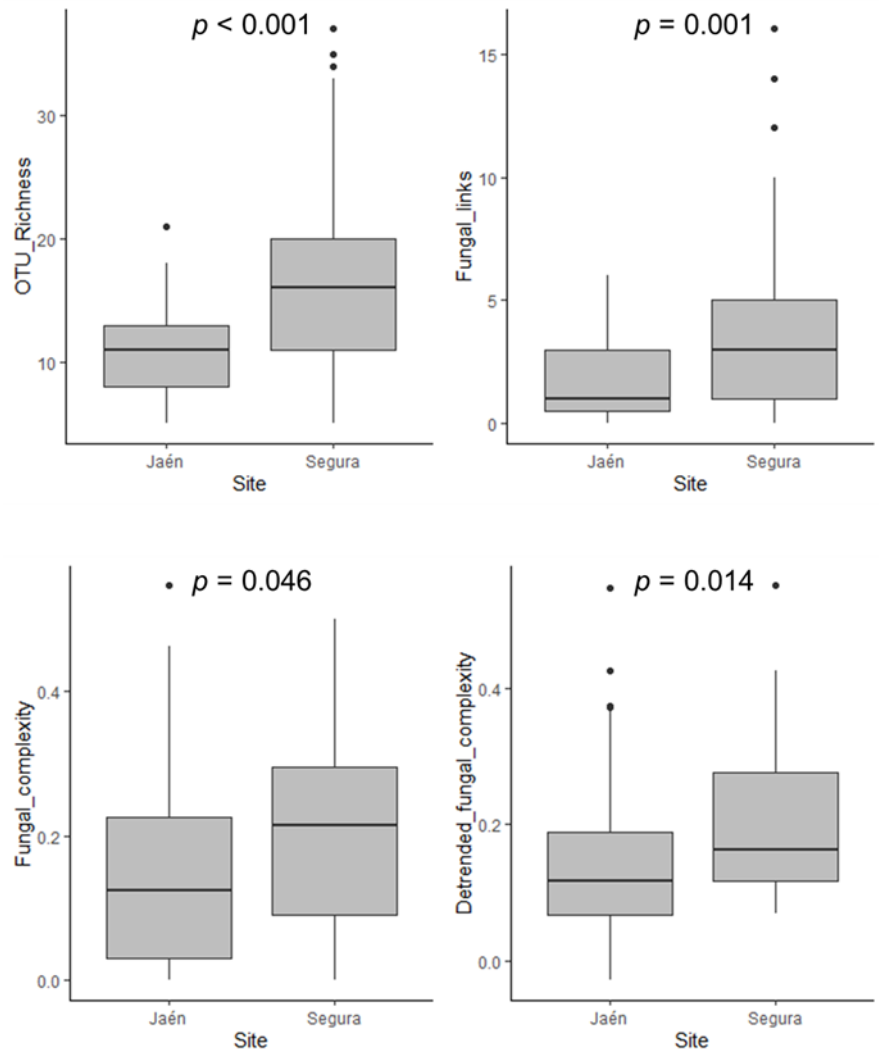 p < 0.001
OTU_Richness
30
20
10
Jaén Segura
Site
p = 0.001
Fungal_links
15
10
5
0
Jaén Segura
Site
p = 0.046
Fungal_complexity
0.4
0.2
0.0
Jaén Segura
Site
p = 0.014
Detrended_fungal_complexity
0.4
0.2
0.0
Jaén Segura
Site